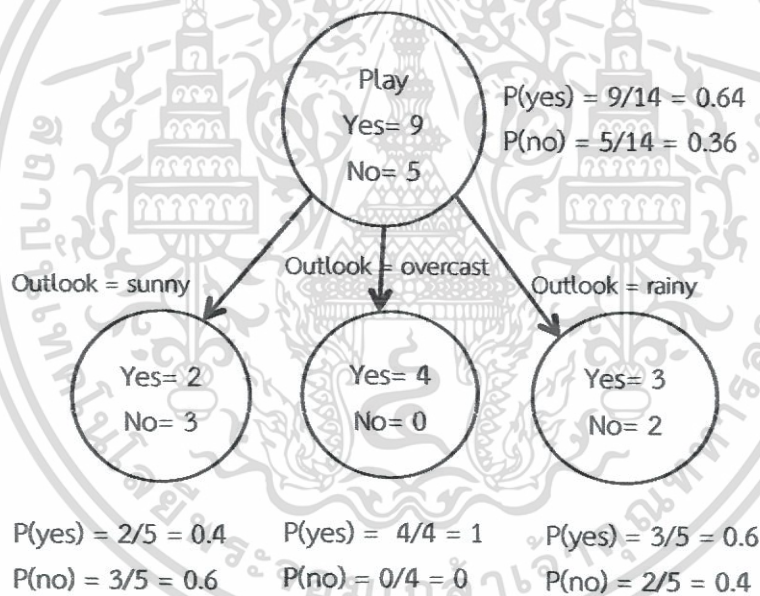 Play
Yes= 9
No= 5
P(yes) = 9/14 = 0.64
P(no) = 5/14 = 0.36
Outlook = sunny
Outlook = overcast
Outlook = rainy
Yes= 2
No= 3
Yes= 4
No= 0
Yes= 3
No= 2
P(yes) = 2/5 = 0.4
P(no) = 3/5 = 0.6
P(yes) = 4/4 = 1
P(no) = 0/4 = 0
P(yes) = 3/5 = 0.6
P(no) = 2/5 = 0.4